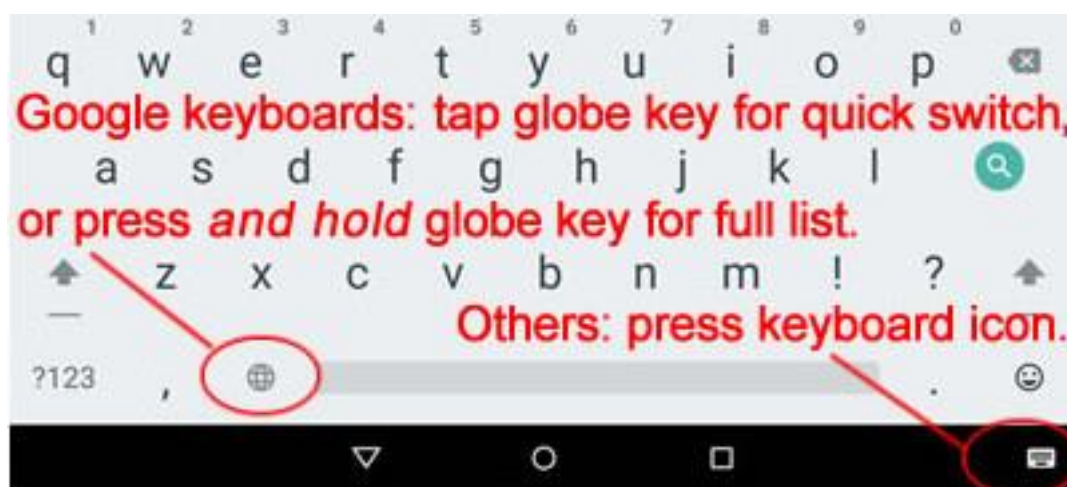 1 2 3 4 5 6 7 8 9 0
q w e r t y u i o p
Google keyboards: tap globe key for quick switch,
a s d f g h j k l
or press and hold globe key for full list.
z x c v b n m ! ?
Others: press keyboard icon.
?123 , .